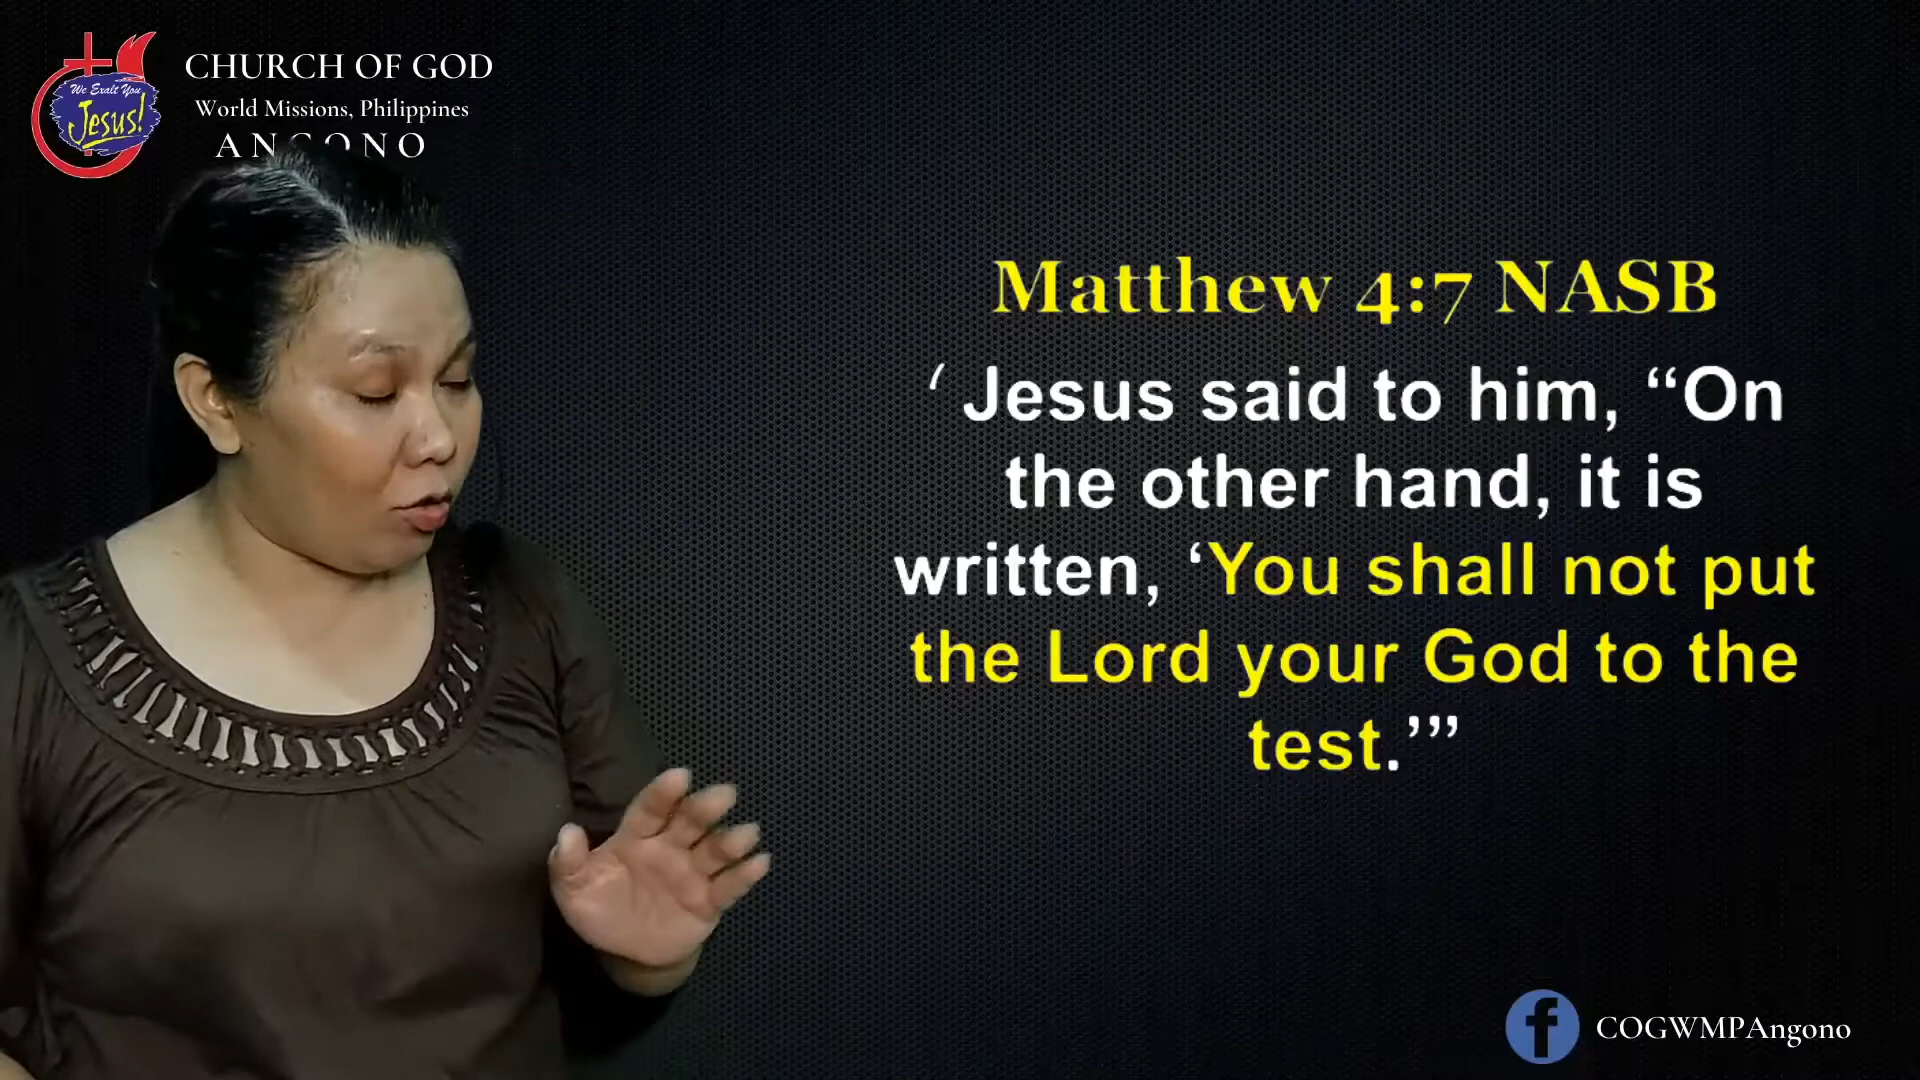 We Exalt You
Jesus!
CHURCH OF GOD
World Missions, Philippines
Matthew 4:7 NASB
‘ Jesus said to him, “On
the other hand, it is
written, ‘You shall not put
the Lord your God to the
test.’”
COGWMPAngono